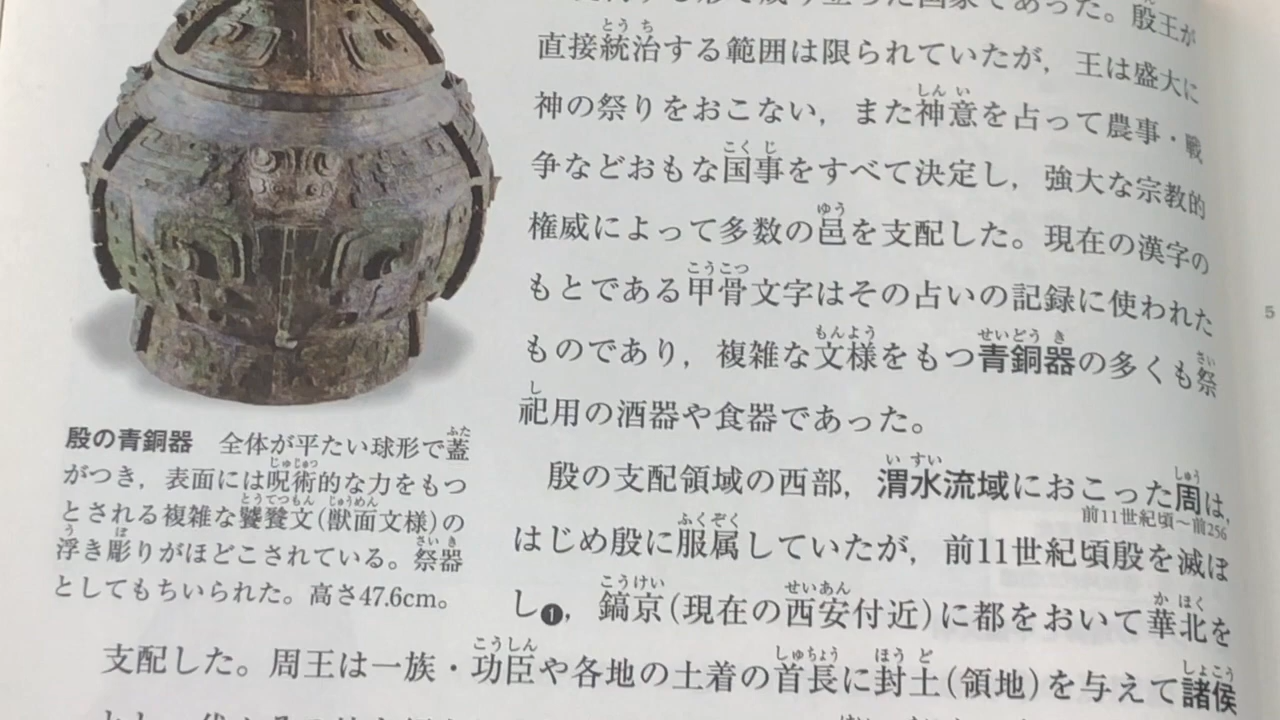 殷王が
直接統治する範囲は限られていたが，王は盛大に
神の祭りをおこない，また神意を占って農事・戦
争などおもな国事をすべて決定し，強大な宗教的
権威によって多数の邑を支配した。現在の漢字の
もとである甲骨文字はその占いの記録に使われた
ものであり，複雑な文様をもつ青銅器の多くも祭
祀用の酒器や食器であった。
殷の支配領域の西部，渭水流域におこった周は，
前11世紀頃〜前256
はじめ殷に服属していたが，前11世紀頃殷を滅ぼ
し❶，鎬京(現在の西安付近)に都をおいて華北を
支配した。周王は一族・功臣や各地の土着の首長に封土(領地)を与えて諸侯
殷の青銅器　全体が平たい球形で蓋
がつき，表面には呪術的な力をもつ
とされる複雑な饕餮文(獣面文様)の
浮き彫りがほどこされている。祭器
としてもちいられた。高さ47.6cm。
5